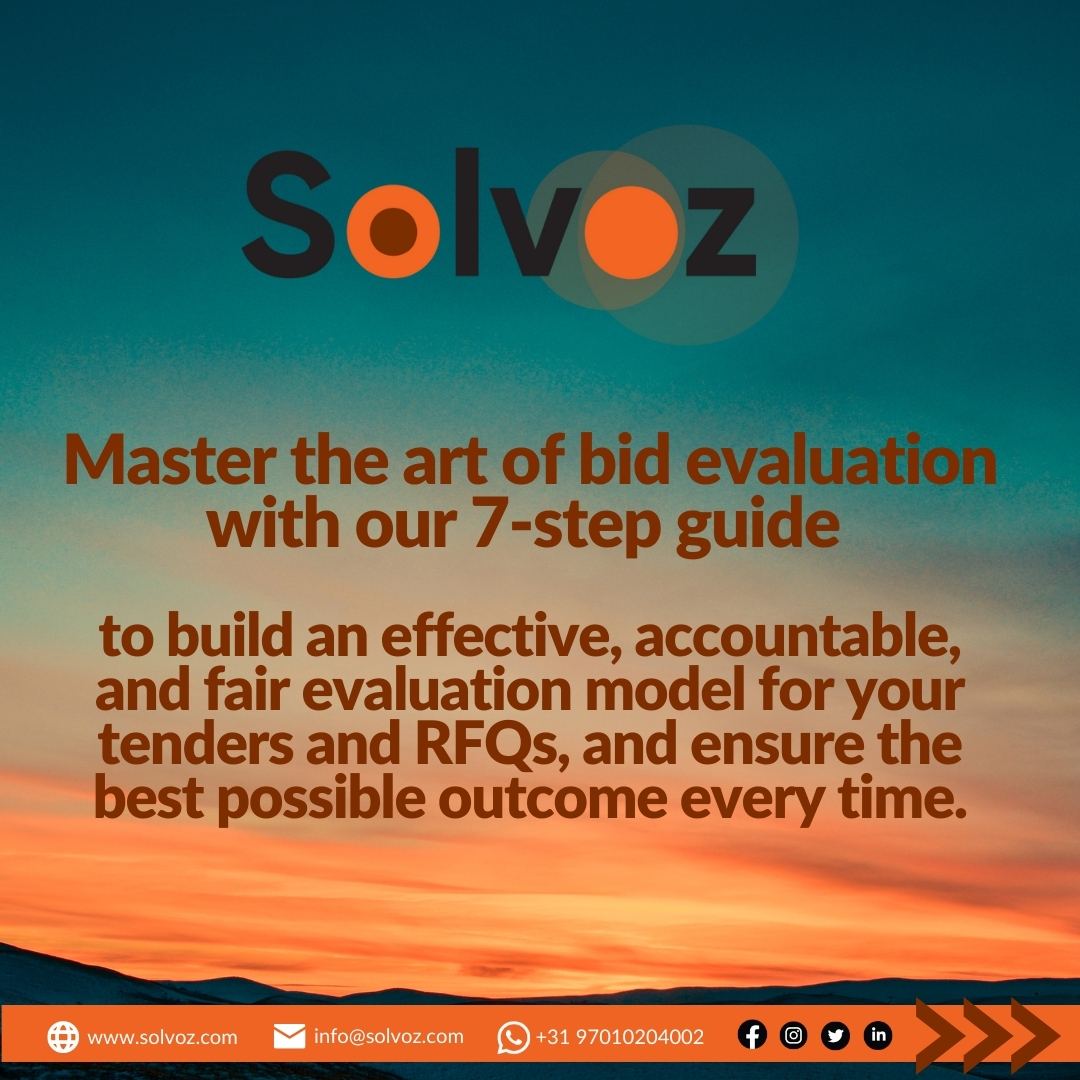 Solvoz
Master the art of bid evaluation
with our 7-step guide
to build an effective, accountable,
and fair evaluation model for your
tenders and RFQs, and ensure the
best possible outcome every time.
www.solvoz.com info@solvoz.com +31 97010204002